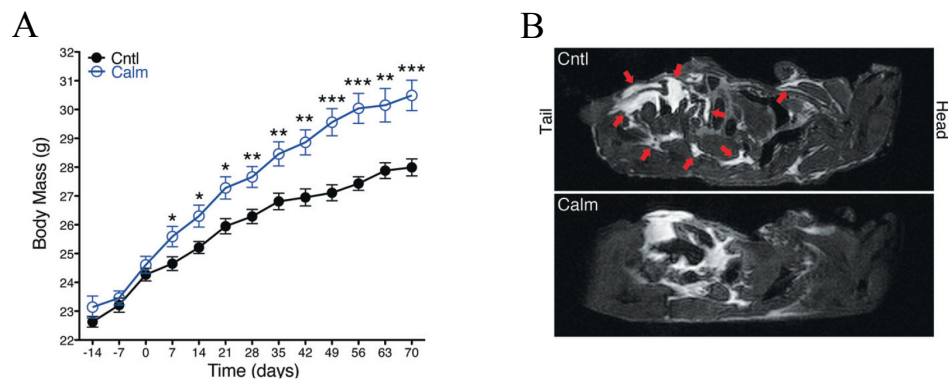 A
32
31
30
29
28
27
26
25
24
23
22
Body Mass (g)
Cntl
Calm
*
*
*
**
**
**
***
***
**
***
-14 -7 0 7 14 21 28 35 42 49 56 63 70
Time (days)
B
Cntl
Tail
Head
Calm